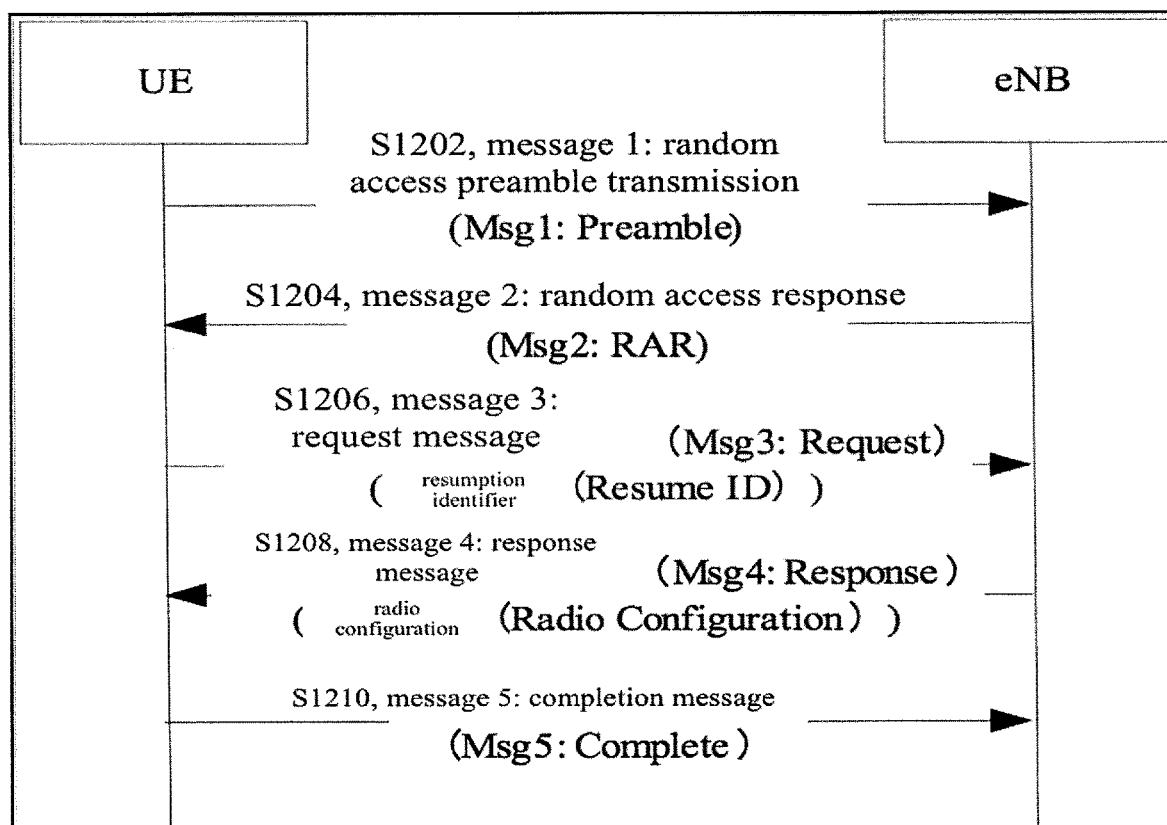 UE
eNB
S1202, message 1: random
access preamble transmission
(Msg1: Preamble)
S1204, message 2: random access response
(Msg2: RAR)
S1206, message 3:
request message (Msg3: Request)
( resumption identifier (Resume ID) )
S1208, message 4: response
message (Msg4: Response)
( radio configuration (Radio Configuration) )
S1210, message 5: completion message
(Msg5: Complete)